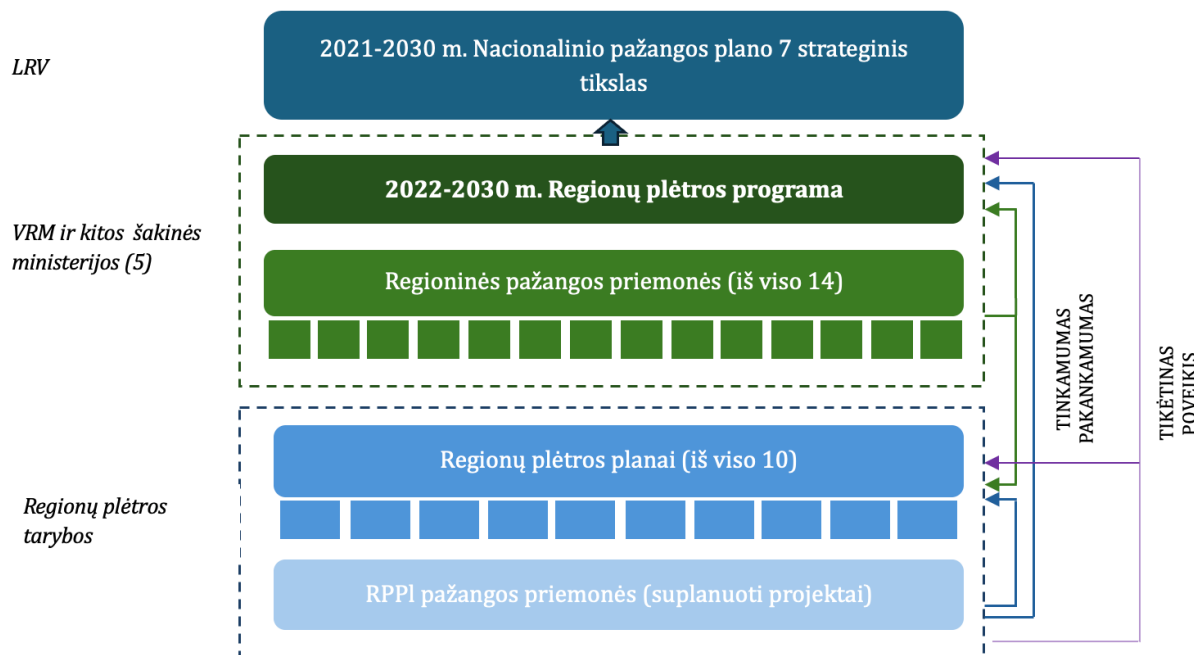 LRV
2021-2030 m. Nacionalinio pažangos plano 7 strateginis
tikslas
VRM ir kitos šakinės
ministerijos (5)
2022-2030 m. Regionų plėtros programa
Regioninės pažangos priemonės (iš viso 14)
Regionų plėtros
tarybos
Regionų plėtros planai (iš viso 10)
RPPl pažangos priemonės (suplanuoti projektai)
TINKAMUMAS
PAKANKAMUMAS
TIKĖTINAS
POVEIKIS